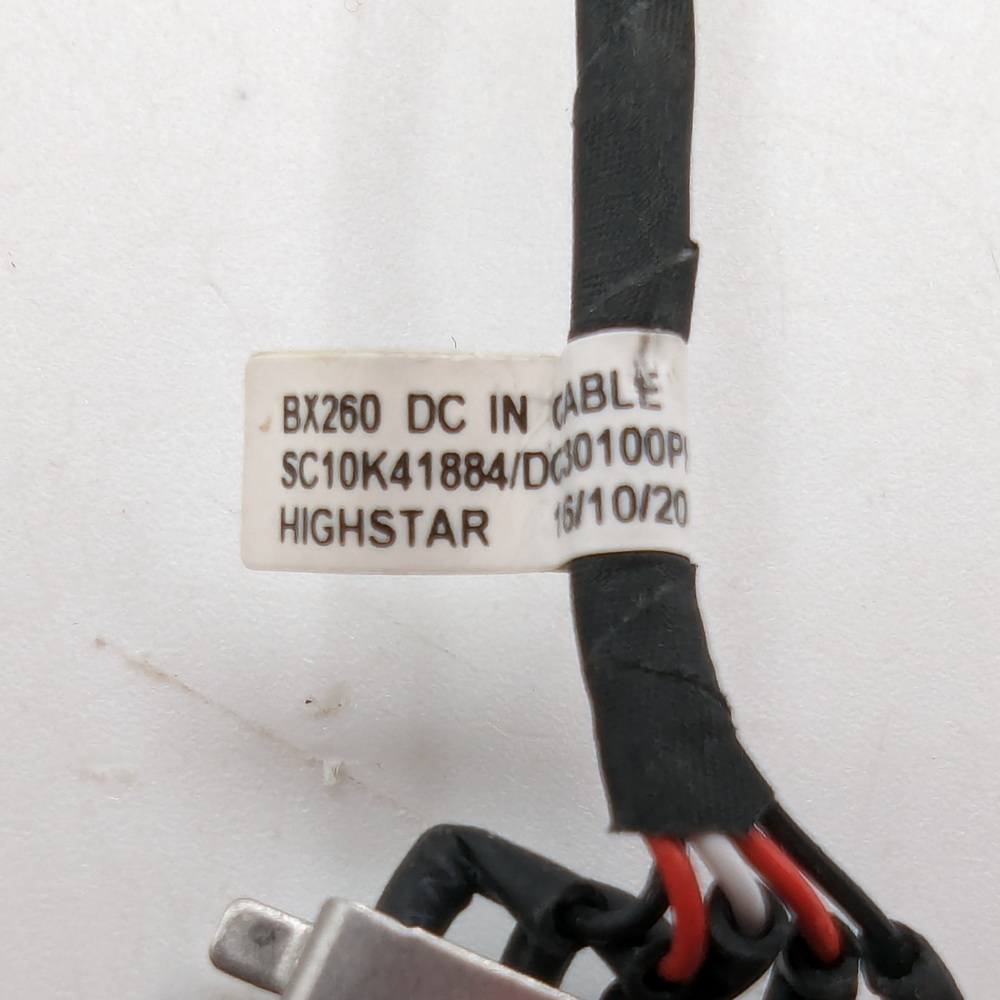 BX260 DC IN CABLE
SC10K41884/DC30100P
HIGHSTAR 16/10/20